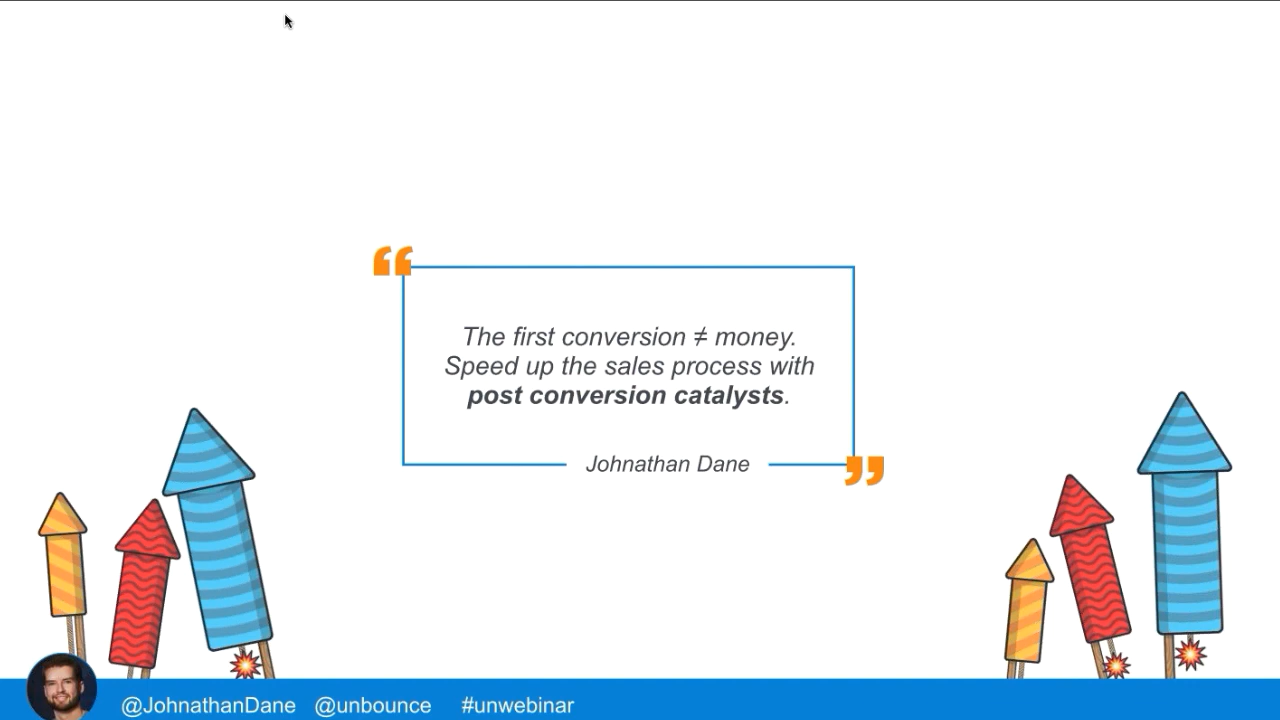 The first conversion ≠ money.
Speed up the sales process with
post conversion catalysts.
Johnathan Dane
@JohnathanDane @unbounce #unwebinar